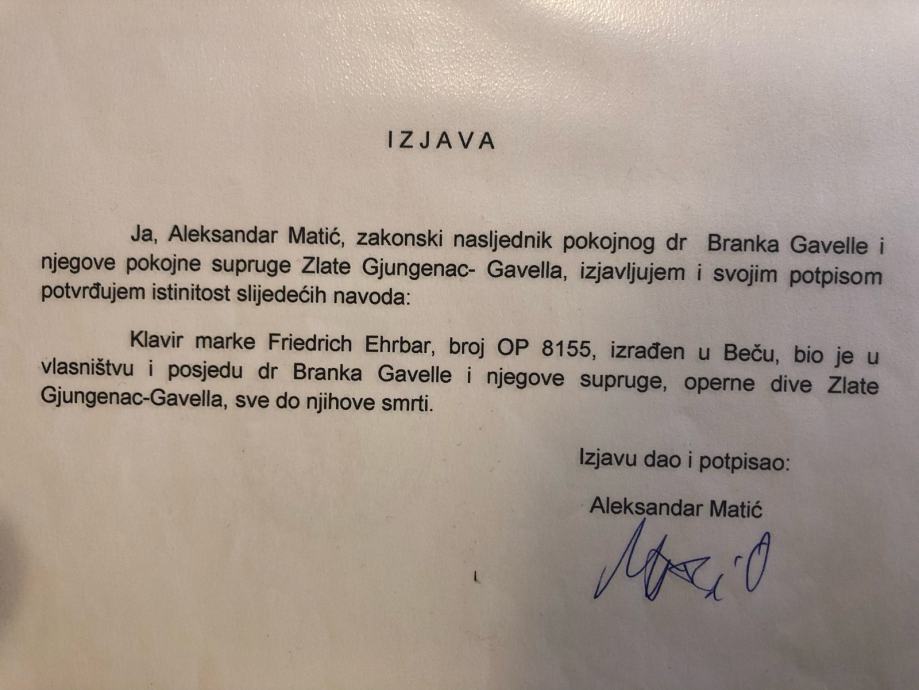 IZJAVA
Ja, Aleksandar Matić, zakonski nasljednik pokojnog dr Branka Gavelle i
njegove pokojne supruge Zlate Gjungenac- Gavella, izjavljujem i svojim potpisom
potvrđujem istinitost slijedećih navoda:
Klavir marke Friedrich Ehrbar, broj OP 8155, izrađen u Beču, bio je u
vlasništvu i posjedu dr Branka Gavelle i njegove supruge, operne dive Zlate
Gjungenac-Gavella, sve do njihove smrti.
Izjavu dao i potpisao:
Aleksandar Matić